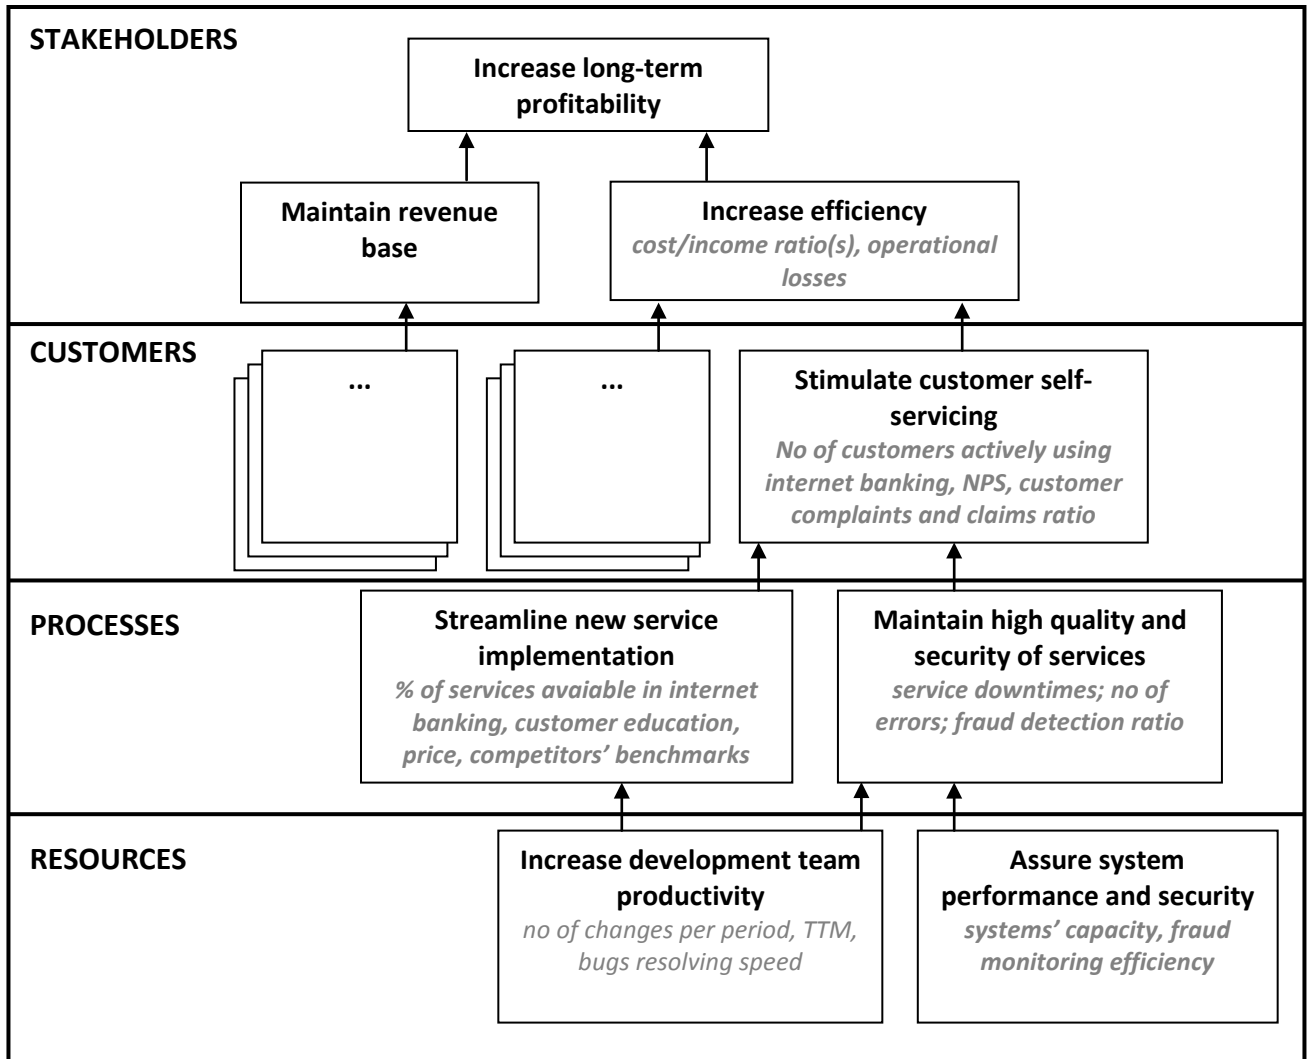 STAKEHOLDERS
Increase long-term
profitability
Maintain revenue
base
Increase efficiency
cost/income ratio(s), operational
losses
CUSTOMERS
...
...
Stimulate customer self-
servicing
No of customers actively using
internet banking, NPS, customer
complaints and claims ratio
PROCESSES
Streamline new service
implementation
% of services avaiable in internet
banking, customer education,
price, competitors’ benchmarks
Maintain high quality and
security of services
service downtimes; no of
errors; fraud detection ratio
RESOURCES
Increase development team
productivity
no of changes per period, TTM,
bugs resolving speed
Assure system
performance and security
systems’ capacity, fraud
monitoring efficiency